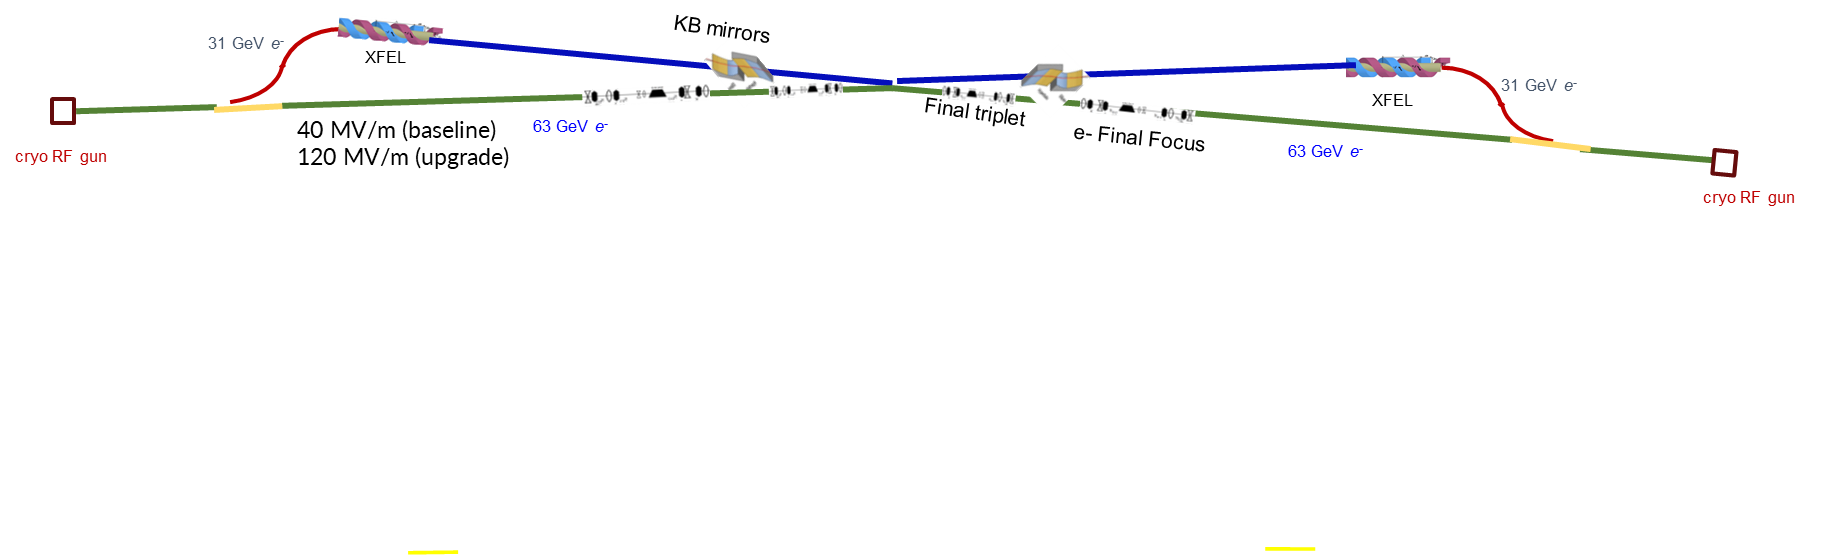 KB mirrors
31 GeV e-
XFEL
31 GeV e-
XFEL
Final triplet
40 MV/m (baseline)
63 GeV e-
e- Final Focus
120 MV/m (upgrade)
63 GeV e-
cryo RF gun
cryo RF gun